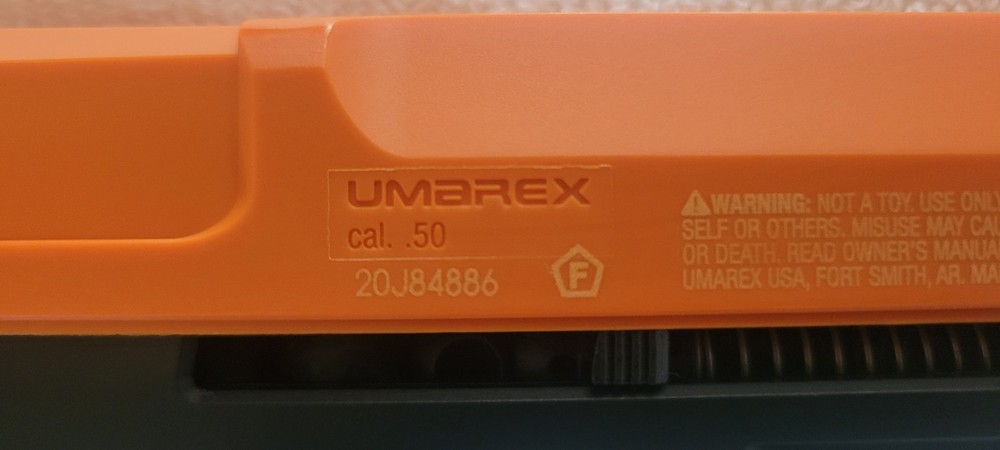 UMAREX
cal. .50
20J84886
F
WARNING: NOT A TOY. USE ONLY
SELF OR OTHERS. MISUSE MAY
OR DEATH. READ OWNER'S
UMAREX USA, FORT SMITH, AR.